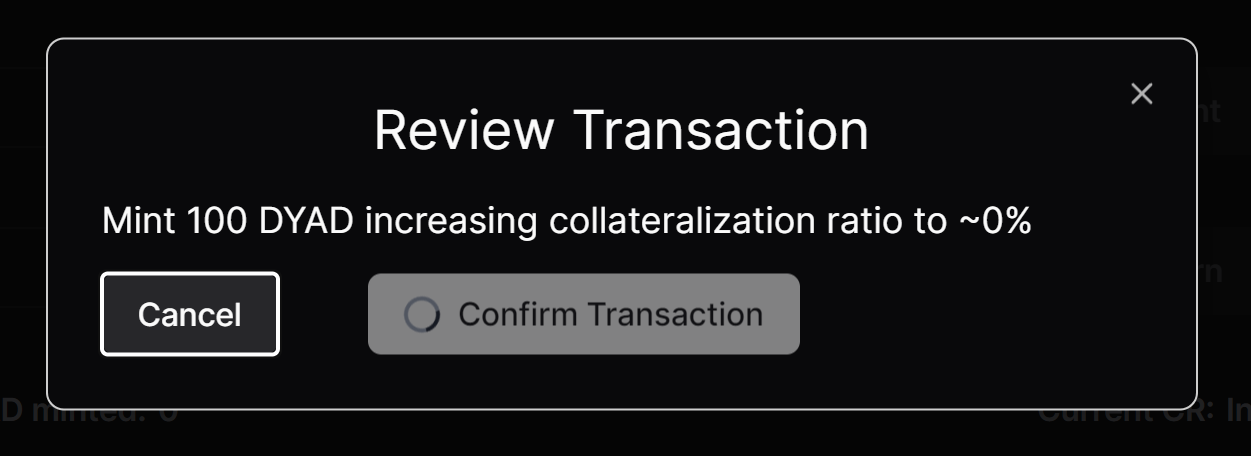 Review Transaction
Mint 100 DYAD increasing collateralization ratio to ~0%
Cancel
Confirm Transaction
D minted: 0
Current CR: In